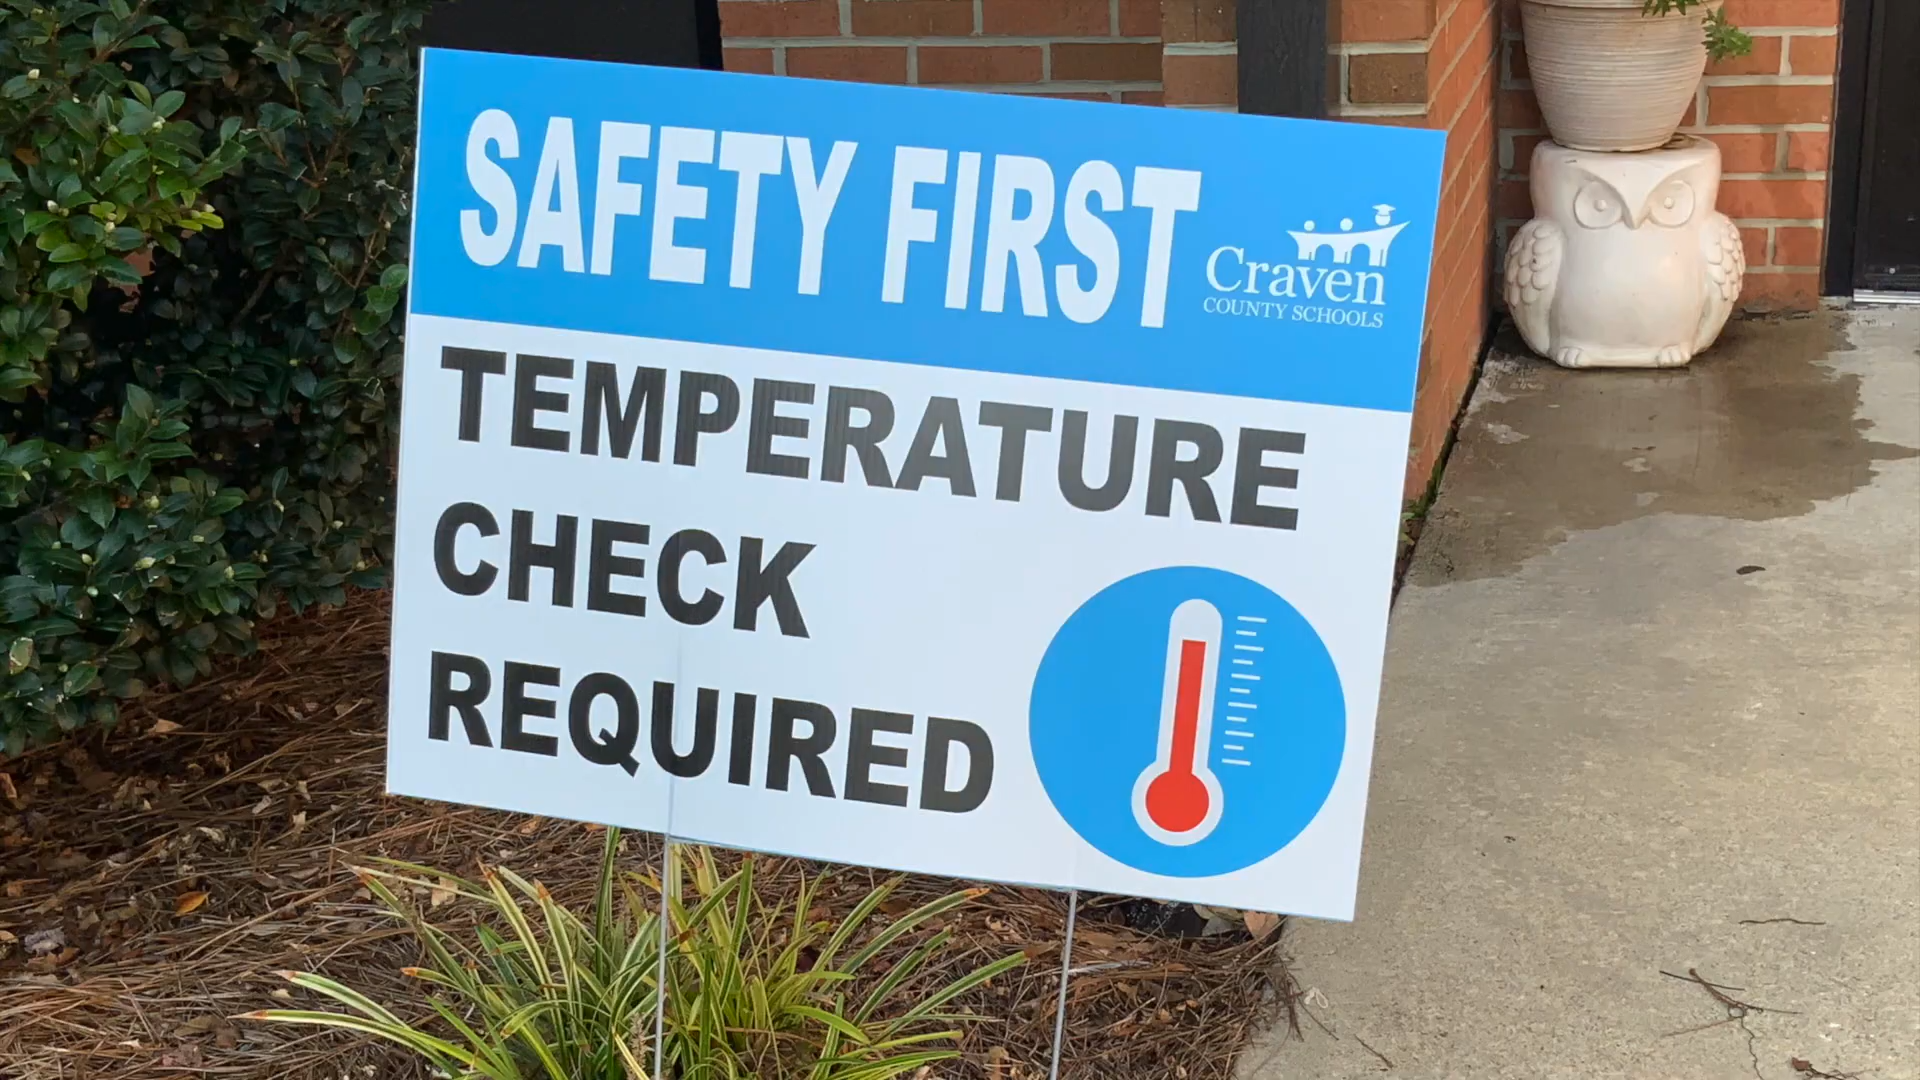 SAFETY FIRST
Craven
COUNTY SCHOOLS
TEMPERATURE
CHECK
REQUIRED